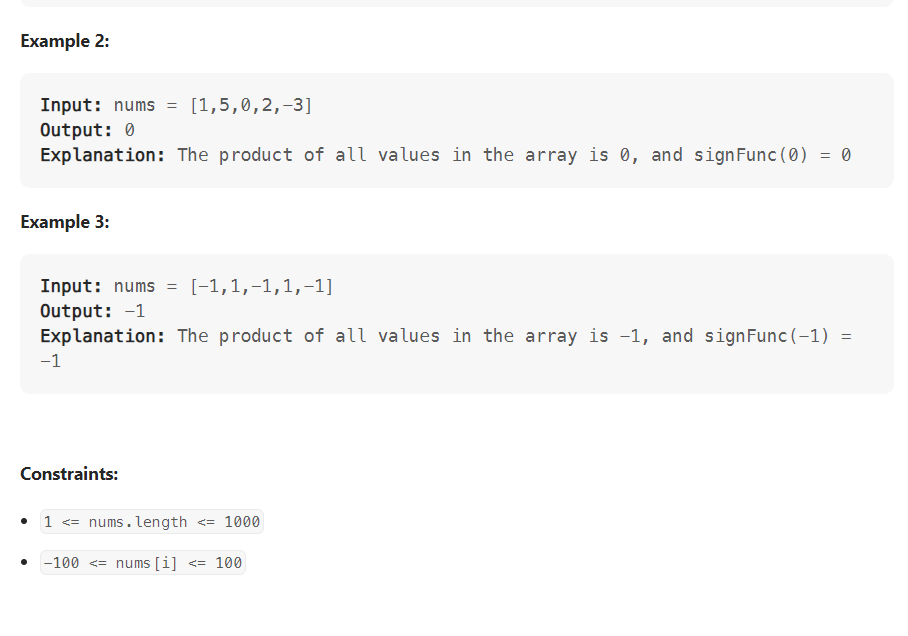 Example 2:
Input: nums = [1,5,0,2,-3]
Output: 0
Explanation: The product of all values in the array is 0, and signFunc(0) = 0
Example 3:
Input: nums = [-1,1,-1,1,-1]
Output: -1
Explanation: The product of all values in the array is -1, and signFunc(-1) =
-1
Constraints:
• 1 <= nums.length <= 1000
• -100 <= nums[i] <= 100